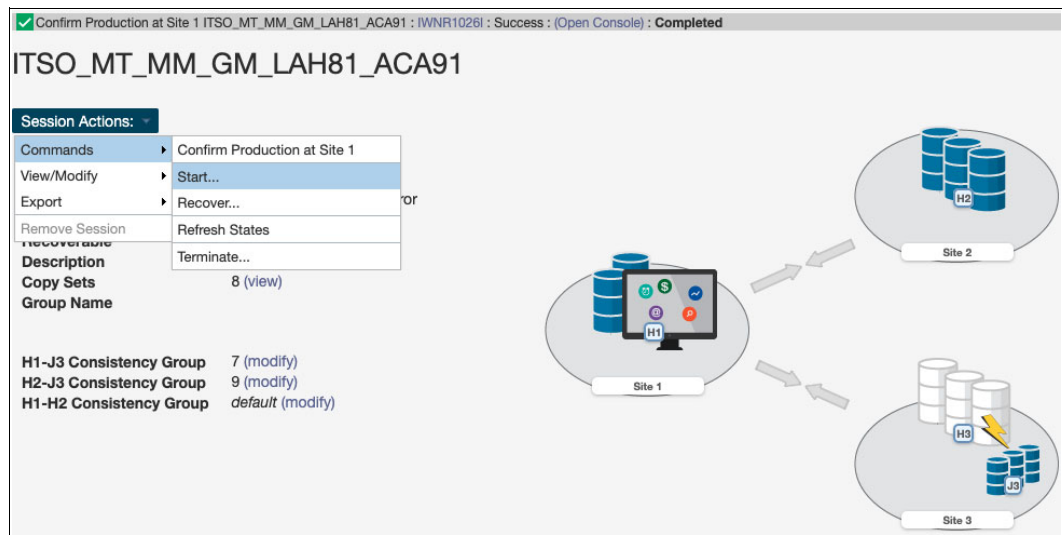 Confirm Production at Site 1 ITSO_MT_MM_GM_LAH81_ACA91 : IWNR1026I : Success : (Open Console) : Completed
ITSO_MT_MM_GM_LAH81_ACA91
Session Actions:
Commands
View/Modify
Export
Remove Session
Confirm Production at Site 1
Start...
Recover...
Refresh States
Terminate...
ror
Recoverable
Description
Copy Sets 8 (view)
Group Name
H1-J3 Consistency Group 7 (modify)
H2-J3 Consistency Group 9 (modify)
H1-H2 Consistency Group default (modify)
H1
Site 1
H2
Site 2
H3
J3
Site 3